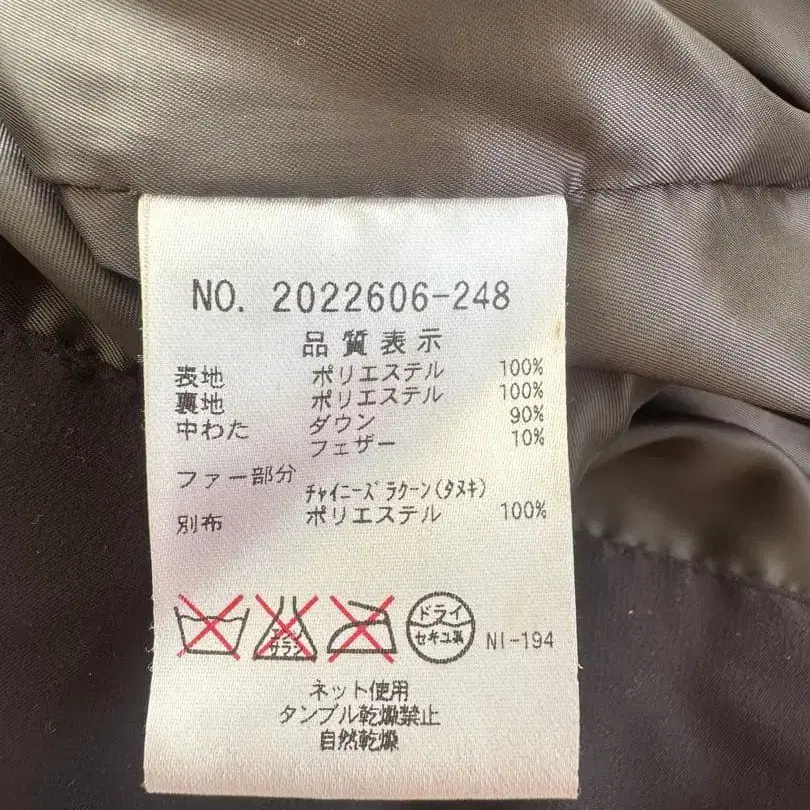 NO. 2022606-248
品質表示
表地 ポリエステル 100%
裏地 ポリエステル 100%
中わた ダウン 90%
フェザー 10%
ファー部分
チャイニーズラクーン(タヌキ)
別布 ポリエステル 100%
エンソ サラシ ドライ セキユ系 NI-194
ネット使用
タンブル乾燥禁止
自然乾燥